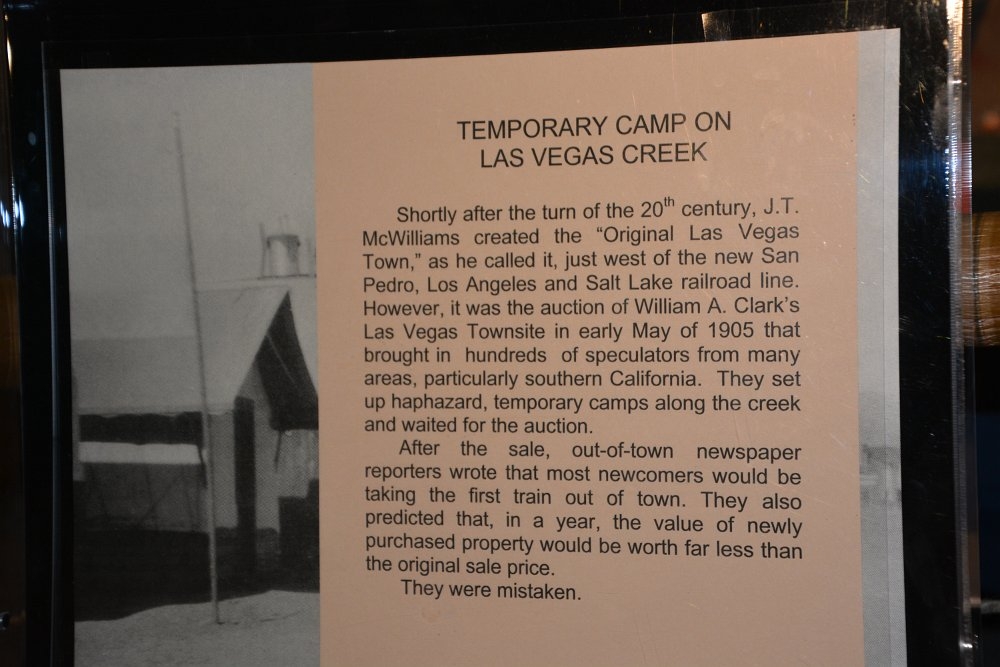 TEMPORARY CAMP ON
LAS VEGAS CREEK
Shortly after the turn of the 20th century, J.T.
McWilliams created the “Original Las Vegas
Town,” as he called it, just west of the new San
Pedro, Los Angeles and Salt Lake railroad line.
However, it was the auction of William A. Clark’s
Las Vegas Townsite in early May of 1905 that
brought in hundreds of speculators from many
areas, particularly southern California. They set
up haphazard, temporary camps along the creek
and waited for the auction.
After the sale, out-of-town newspaper
reporters wrote that most newcomers would be
taking the first train out of town. They also
predicted that, in a year, the value of newly
purchased property would be worth far less than
the original sale price.
They were mistaken.